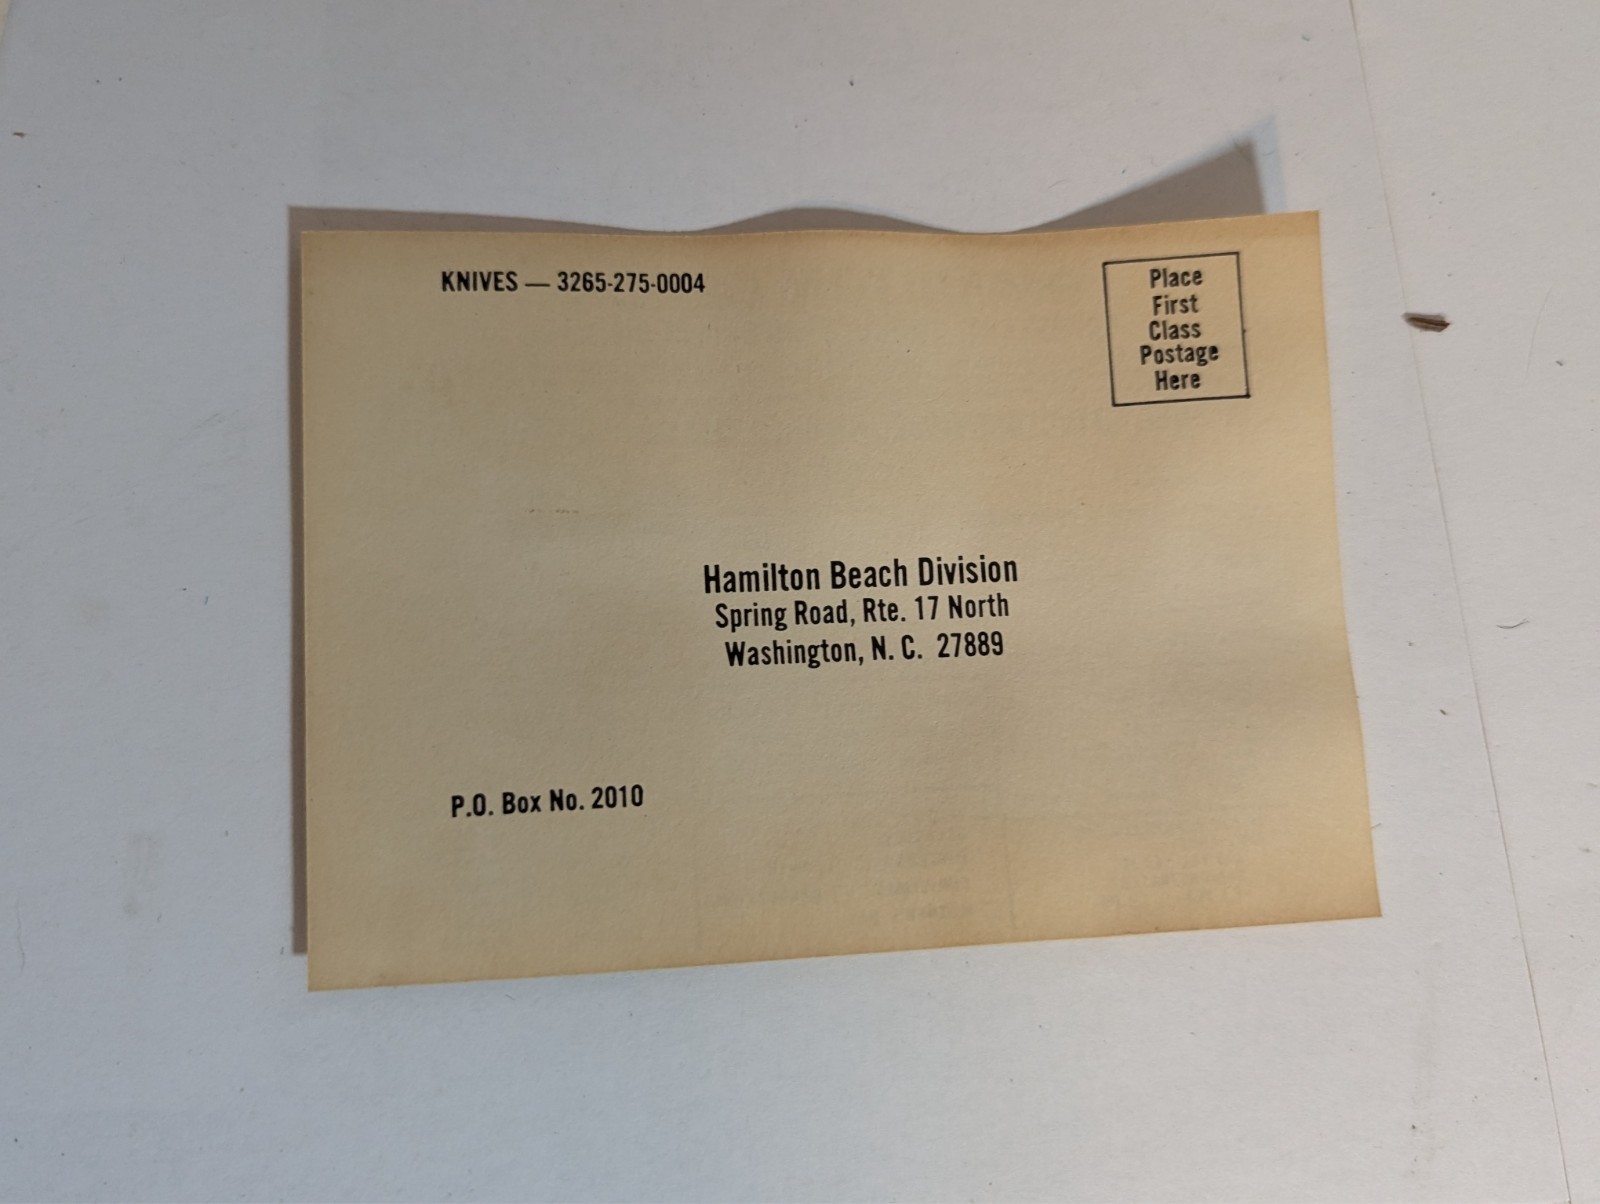 KNIVES — 3265-275-0004
Place
First
Class
Postage
Here
Hamilton Beach Division
Spring Road, Rte. 17 North
Washington, N. C. 27889
P.O. Box No. 2010